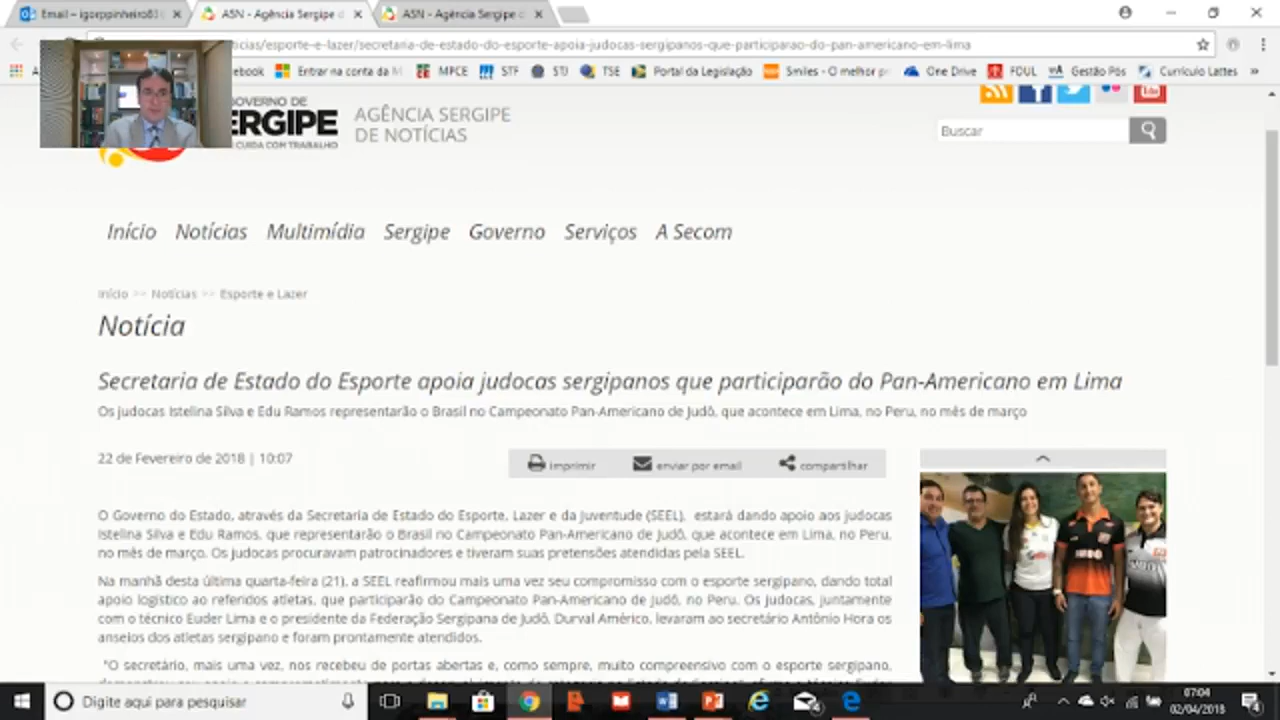 Email – igorppinheiro83
ASN - Agência Sergipe d
ASN - Agência Sergipe d
cias/esporte-e-lazer/secretaria-de-estado-do-esporte-apoia-judocas-sergipanos-que-participarao-do-pan-americano-em-lima
ebook
Entrar na conta da M
MPCE
STF
STJ
TSE
Portal da Legislação
Smiles - O melhor pr
One Drive
FDUL
Gestão Pós
Currículo Lattes
»
GOVERNO DE
ERGIPE
CUIDA COM TRABALHO
AGÊNCIA SERGIPE
DE NOTÍCIAS
You
Buscar
Início Notícias Multimídia Sergipe Governo Serviços A Secom
Início >> Notícias >> Esporte e Lazer
Notícia
Secretaria de Estado do Esporte apoia judocas sergipanos que participarão do Pan-Americano em Lima
Os judocas Istelina Silva e Edu Ramos representarão o Brasil no Campeonato Pan-Americano de Judô, que acontece em Lima, no Peru, no mês de março
22 de Fevereiro de 2018 | 10:07
imprimir enviar por email compartilhar
O Governo do Estado, através da Secretaria de Estado do Esporte, Lazer e da Juventude (SEEL), estará dando apoio aos judocas
Istelina Silva e Edu Ramos, que representarão o Brasil no Campeonato Pan-Americano de Judô, que acontece em Lima, no Peru,
no mês de março. Os judocas procuravam patrocinadores e tiveram suas pretensões atendidas pela SEEL.
Na manhã desta última quarta-feira (21), a SEEL reafirmou mais uma vez seu compromisso com o esporte sergipano, dando total
apoio logístico ao referidos atletas, que participarão do Campeonato Pan-Americano de Judô, no Peru. Os judocas, juntamente
com o técnico Euder Lima e o presidente da Federação Sergipana de Judô, Durval Américo, levaram ao secretário Antônio Hora os
anseios dos atletas sergipano e foram prontamente atendidos.
"O secretário, mais uma vez, nos recebeu de portas abertas e, como sempre, muito compreensivo com o esporte sergipano,
Digite aqui para pesquisar
07:04
02/04/2018